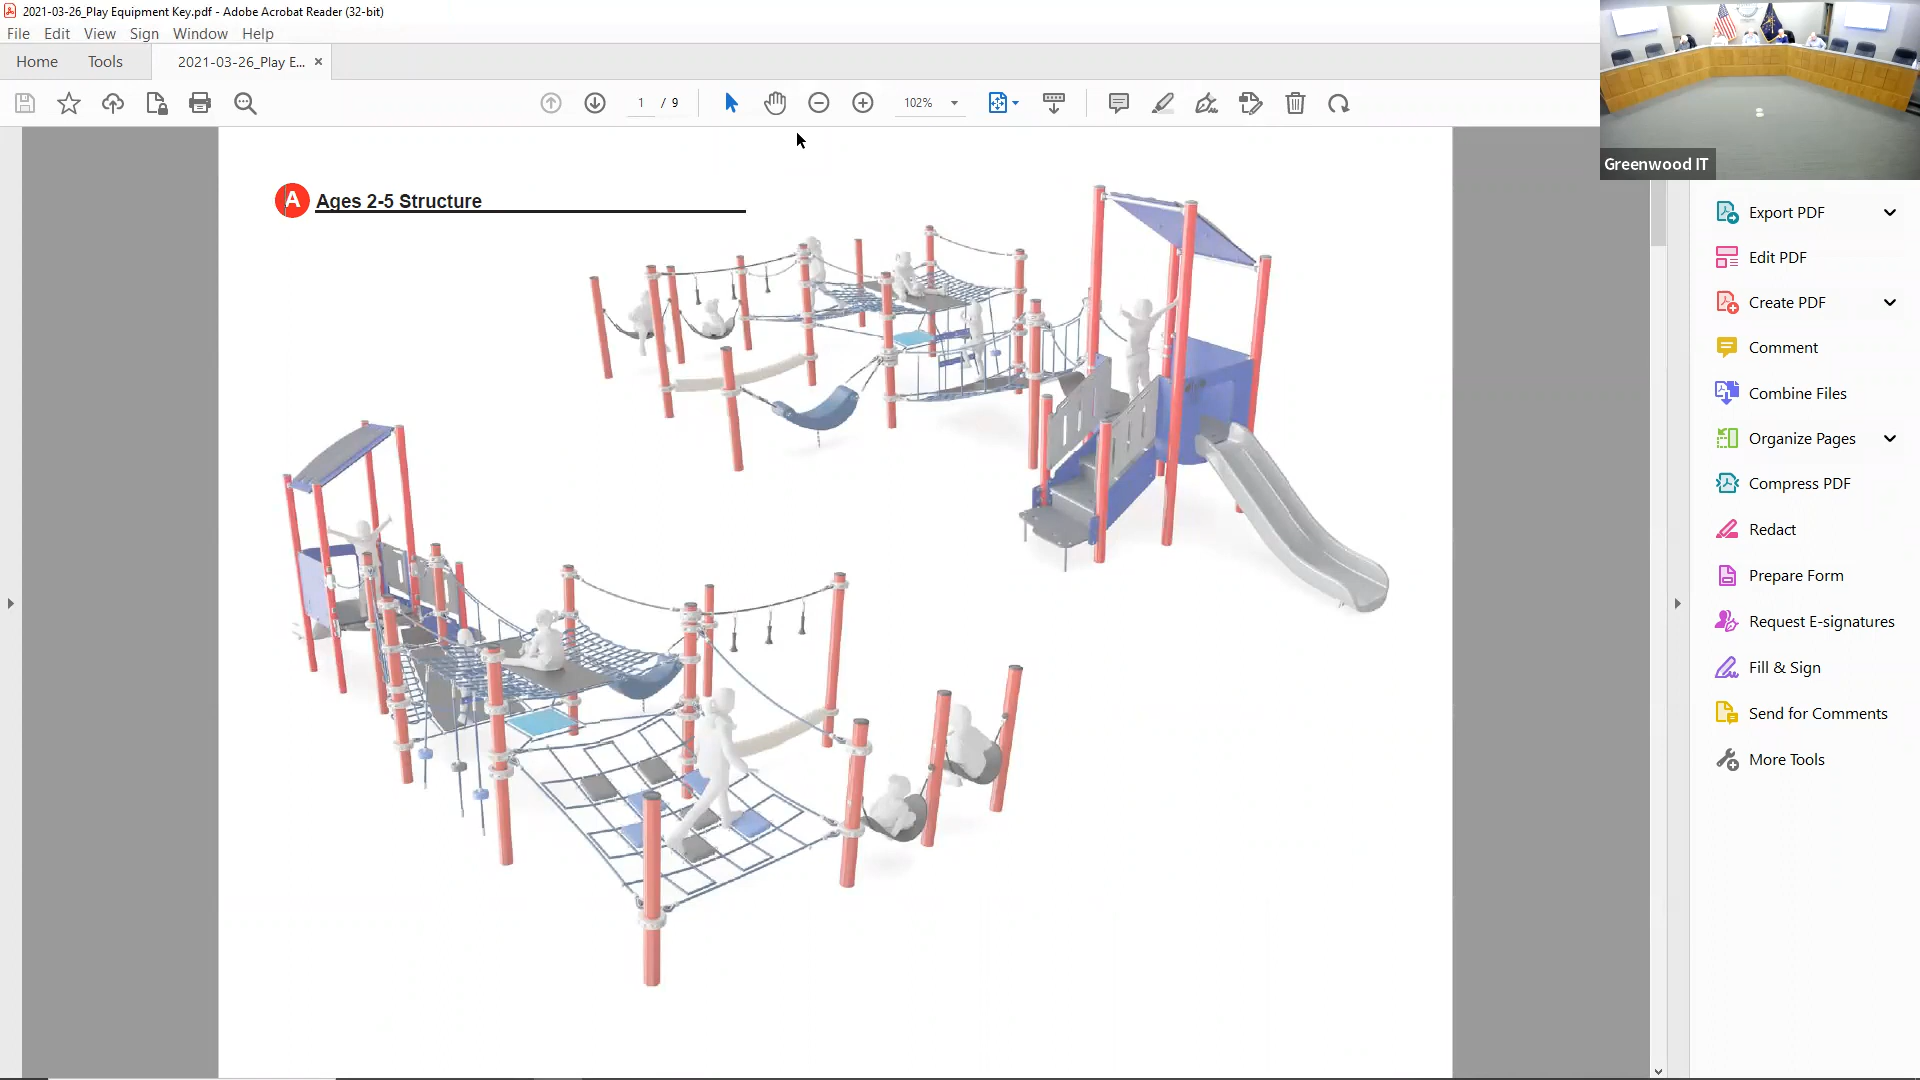 2021-03-26_Play Equipment Key.pdf - Adobe Acrobat Reader (32-bit)
File Edit View Sign Window Help
Home Tools 2021-03-26_Play E... ×
1 / 9 102%
Greenwood IT
A Ages 2-5 Structure
Export PDF
Edit PDF
Create PDF
Comment
Combine Files
Organize Pages
Compress PDF
Redact
Prepare Form
Request E-signatures
Fill & Sign
Send for Comments
More Tools